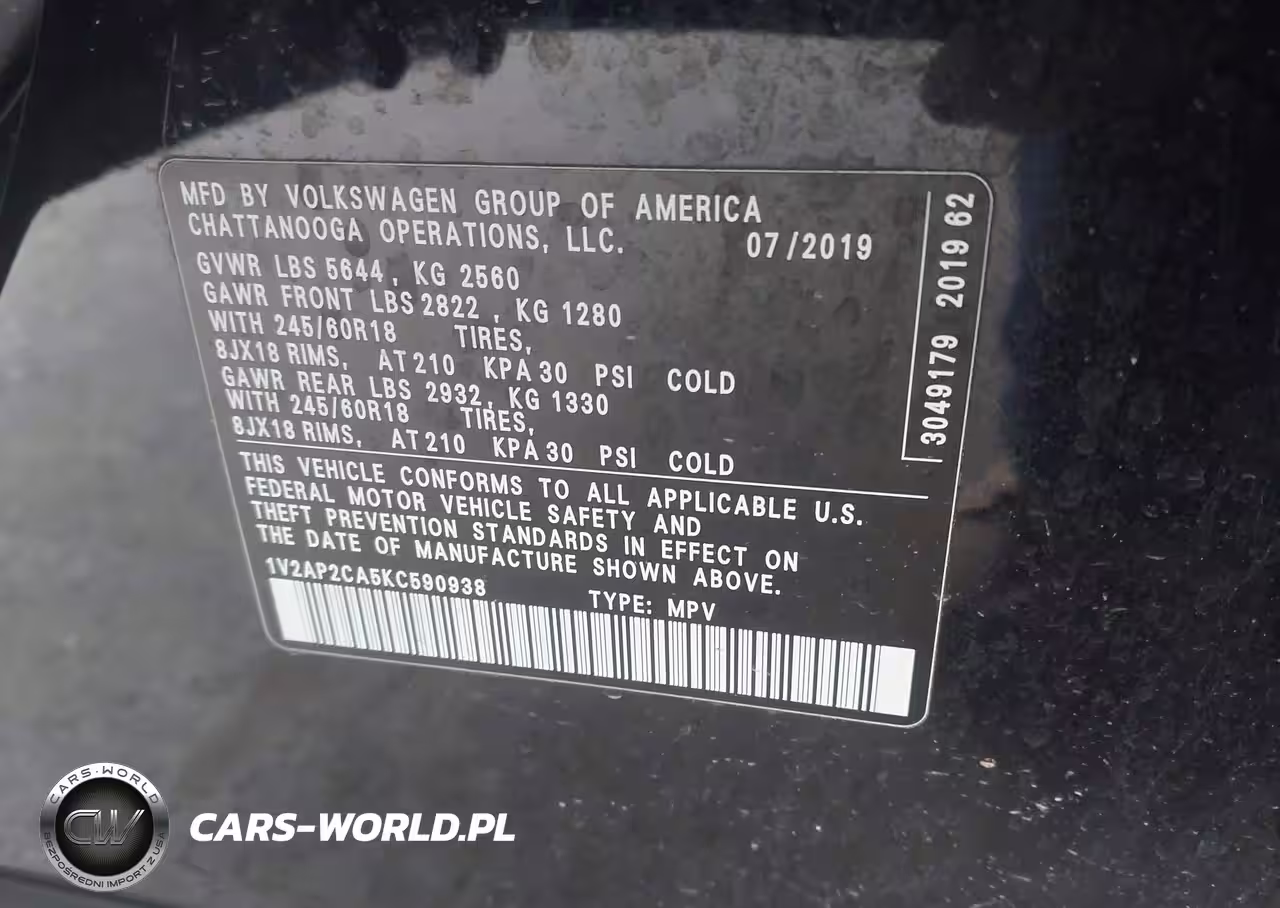 MFD BY VOLKSWAGEN GROUP OF AMERICA
CHATTANOOGA OPERATIONS, LLC. 07/2019
GVWR LBS 5644, KG 2560
GAWR FRONT LBS 2822, KG 1280
WITH 245/60R18 TIRES,
8JX18 RIMS, AT 210 KPA 30 PSI COLD
GAWR REAR LBS 2932, KG 1330
WITH 245/60R18 TIRES,
8JX18 RIMS, AT 210 KPA 30 PSI COLD
THIS VEHICLE CONFORMS TO ALL APPLICABLE U.S.
FEDERAL MOTOR VEHICLE SAFETY AND
THEFT PREVENTION STANDARDS IN EFFECT ON
THE DATE OF MANUFACTURE SHOWN ABOVE.
1V2AP2CA5KC590938 TYPE: MPV
3049179 2019 62
CARS-WORLD
CW
BEZPOŚREDNI IMPORT Z USA
CARS-WORLD.PL